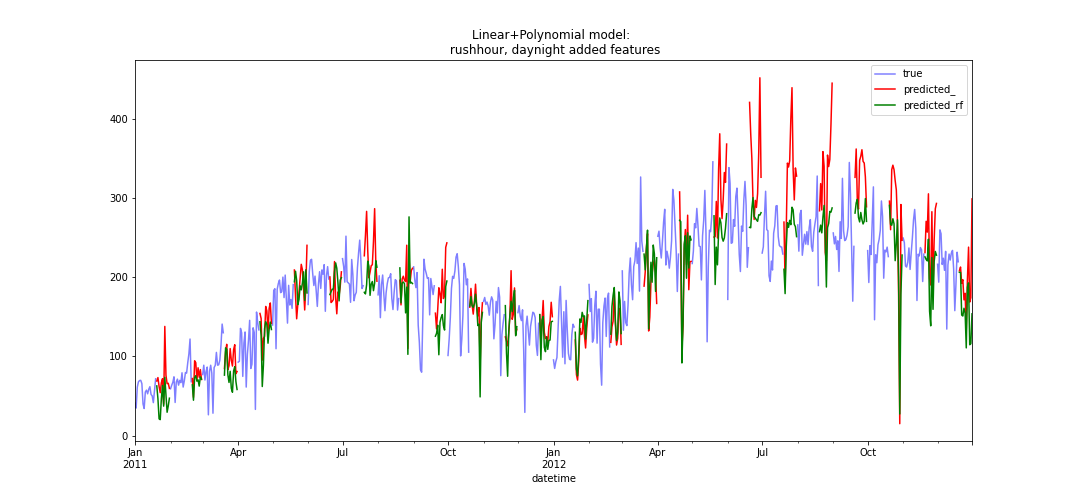 Linear+Polynomial model:
rushhour, daynight added features
true
predicted_
predicted_rf
400
300
200
100
0
Jan
2011
Apr
Jul
Oct
Jan
2012
Apr
Jul
Oct
datetime